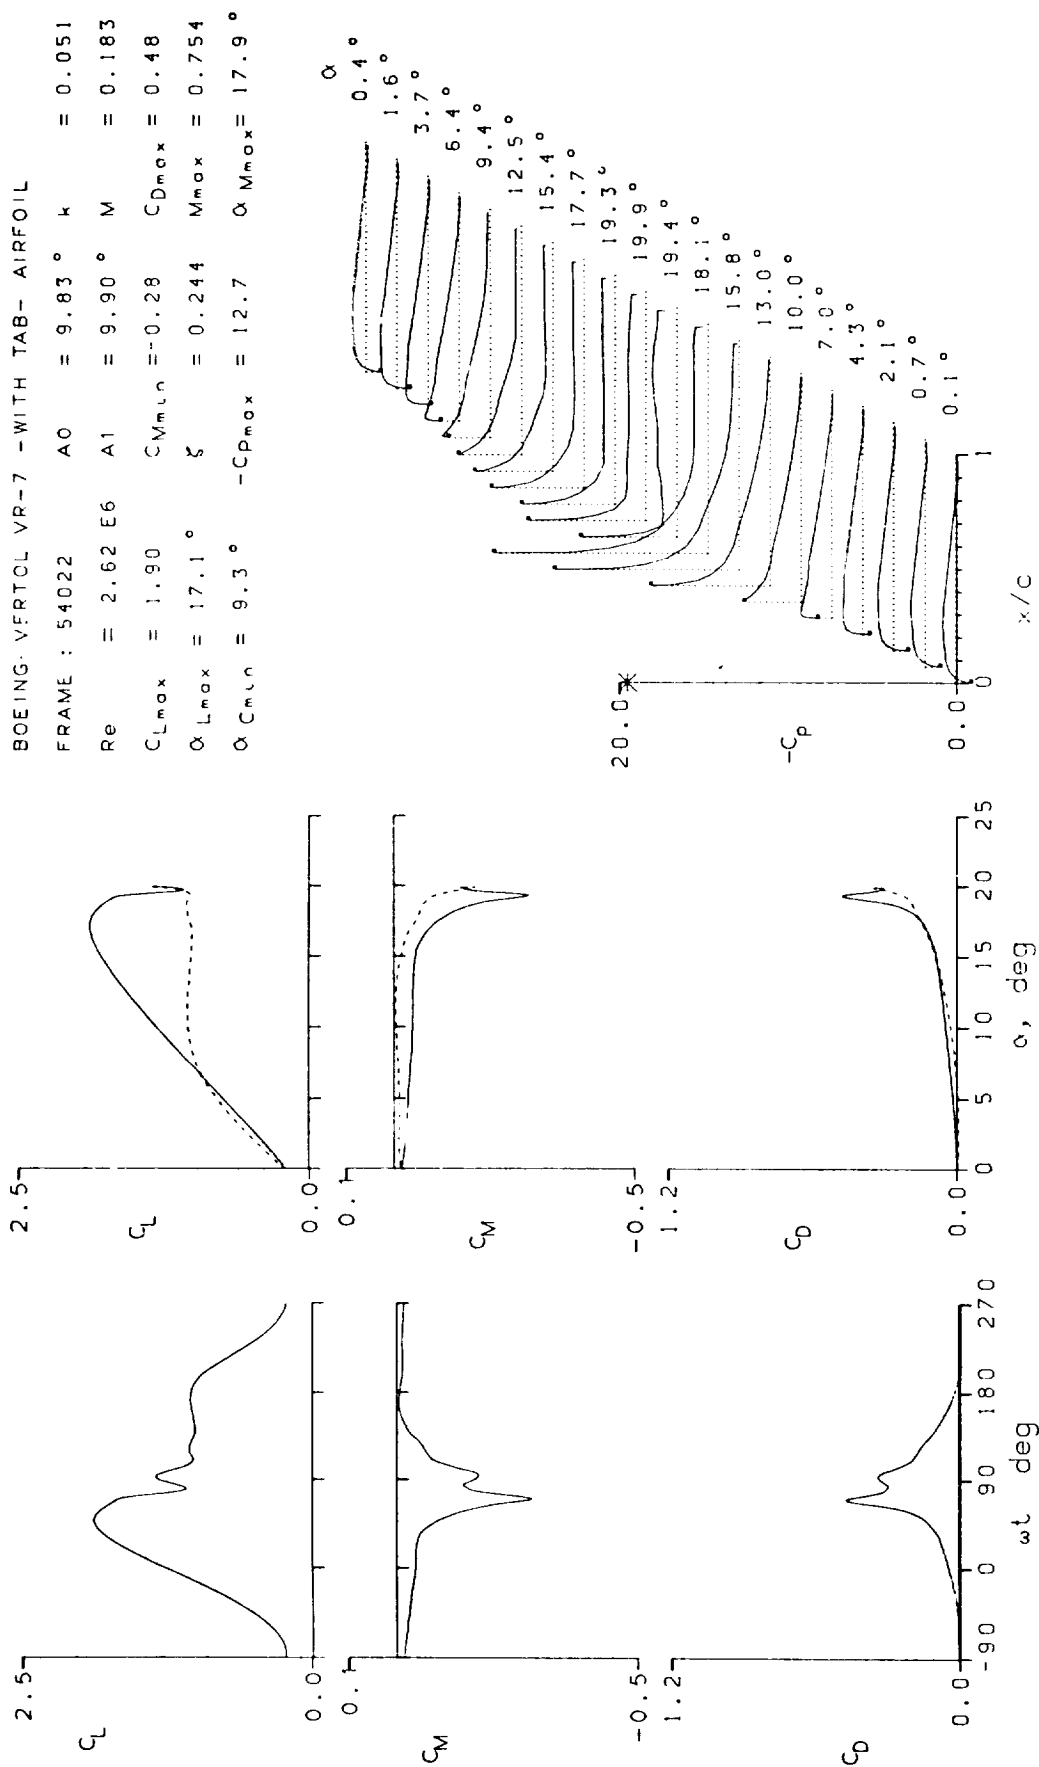 BOEING-VERTOL VR-7 -WITH TAB- AIRFOIL
FRAME : 54022 A0 = 9.83° k = 0.051
Re = 2.62 E6 A1 = 9.90° M = 0.183
CLmax = 1.90 CMmin =-0.28 CDmax = 0.48
αLmax = 17.1° ζ = 0.244 Mmax = 0.754
αCmin = 9.3° -CPmax = 12.7 αMmax= 17.9°
2.5
CL
0.0
0.1
CM
-0.5
1.2
CD
0.0
-90 0 90 180 270
ωt deg
2.5
CL
0.0
0.1
CM
-0.5
1.2
CD
0.0
0 5 10 15 20 25
α, deg
α
0.4°
1.6°
3.7°
6.4°
9.4°
12.5°
15.4°
17.7°
19.3°
19.9°
19.4°
18.1°
15.8°
13.0°
10.0°
7.0°
4.3°
2.1°
0.7°
0.1°
20.0
-Cp
0.0
0 1
x/c